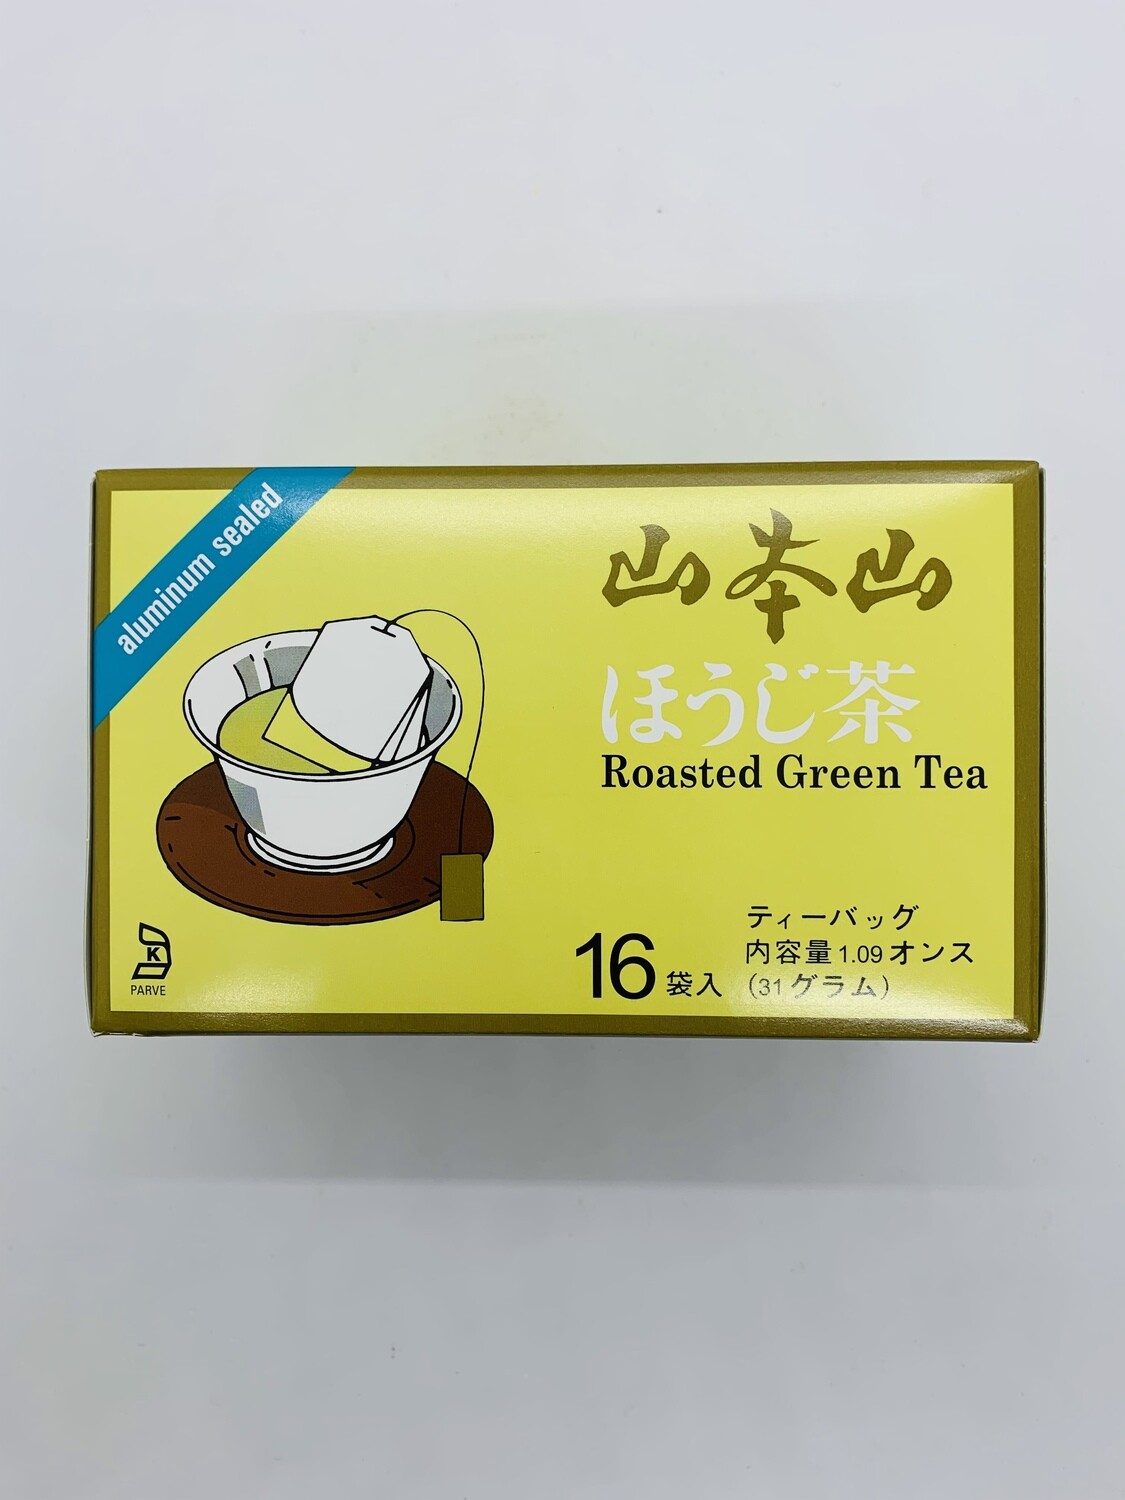 aluminum sealed
山本山
ほうじ茶
Roasted Green Tea
K
PARVE
16袋入
ティーバッグ
内容量1.09オンス
(31グラム)